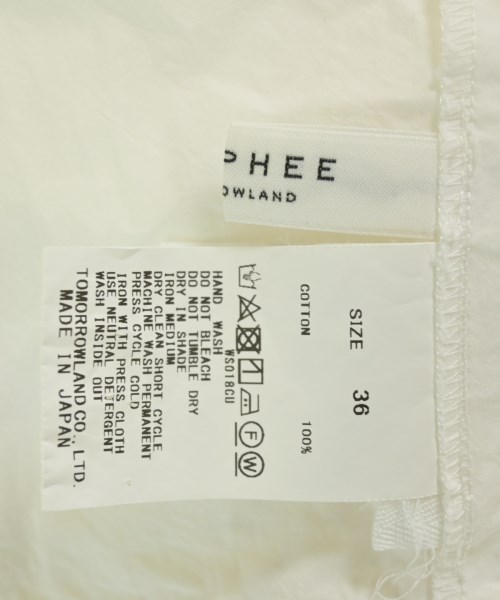 PHEE
OWLAND
SIZE 36
COTTON 100%
WS018CU
HAND WASH
DO NOT BLEACH
DO NOT TUMBLE DRY
DRY IN SHADE
IRON MEDIUM
DRY CLEAN SHORT CYCLE
MACHINE WASH PERMANENT
PRESS CYCLE COLD
IRON WITH PRESS CLOTH
USE NEUTRAL DETERGENT
WASH INSIDE OUT
TOMORROWLAND CO., LTD.
MADE IN JAPAN